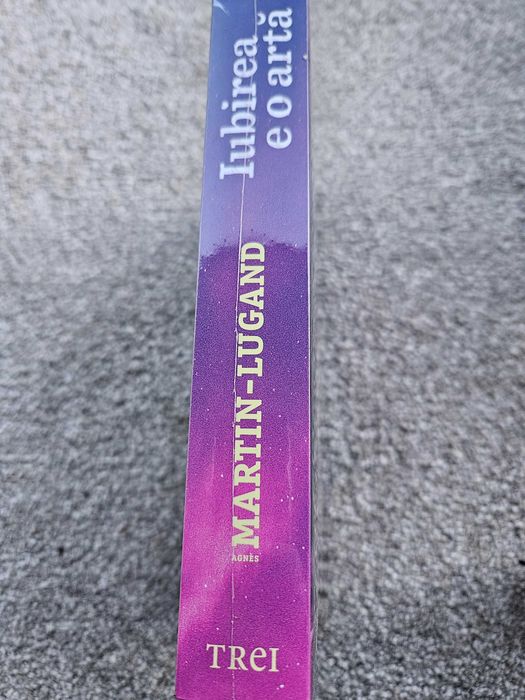 Iubirea
e o artă
AGNÈS
MARTIN-LUGAND
TREI